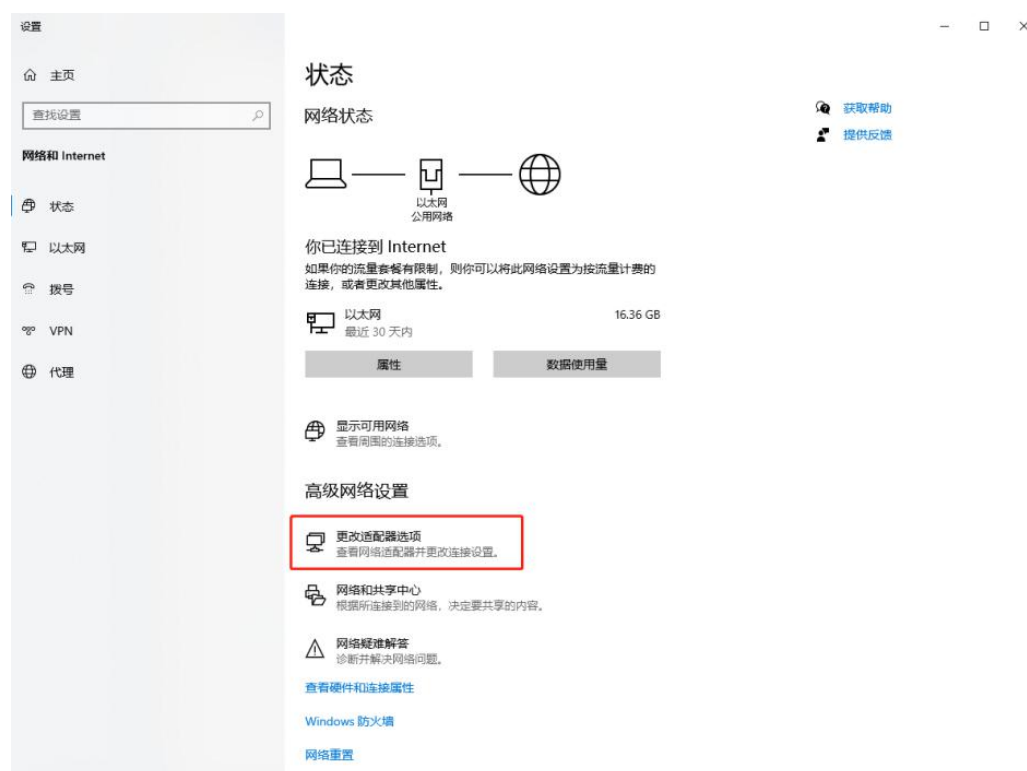 设置
主页
查找设置
网络和 Internet
状态
以太网
拨号
VPN
代理
状态
网络状态
以太网
公用网络
你已连接到 Internet
如果你的流量套餐有限制，则你可以将此网络设置为按流量计费的
连接，或者更改其他属性。
以太网
16.36 GB
最近 30 天内
属性
数据使用量
显示可用网络
查看周围的连接选项。
高级网络设置
更改适配器选项
查看网络适配器并更改连接设置。
网络和共享中心
根据所连接到的网络，决定要共享的内容。
网络疑难解答
诊断并解决网络问题。
查看硬件和连接属性
Windows 防火墙
网络重置
获取帮助
提供反馈